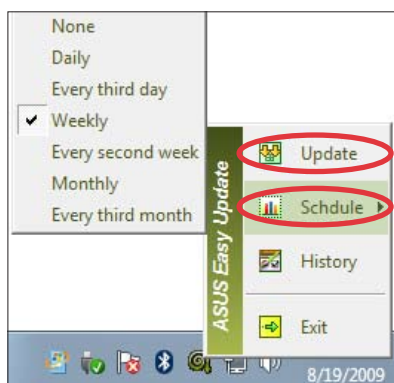 None
Daily
Every third day
Weekly
Every second week
Monthly
Every third month
ASUS Easy Update
Update
Schdule
History
Exit
8/19/2009